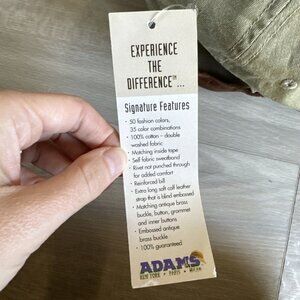 EXPERIENCE
THE
DIFFERENCE™...
Signature Features
· 50 fashion colors,
35 color combinations
· 100% cotton - double
washed fabric
· Matching inside tape
· Self fabric sweatband
· Rivet not punched through
for added comfort
· Reinforced bill
· Extra long soft calf leather
strap that is blind embossed
· Matching antique brass
buckle, button, grommet
and inner buttons
· Embossed antique
brass buckle
· 100% guaranteed
ADAMS
NEW YORK · PARIS ·